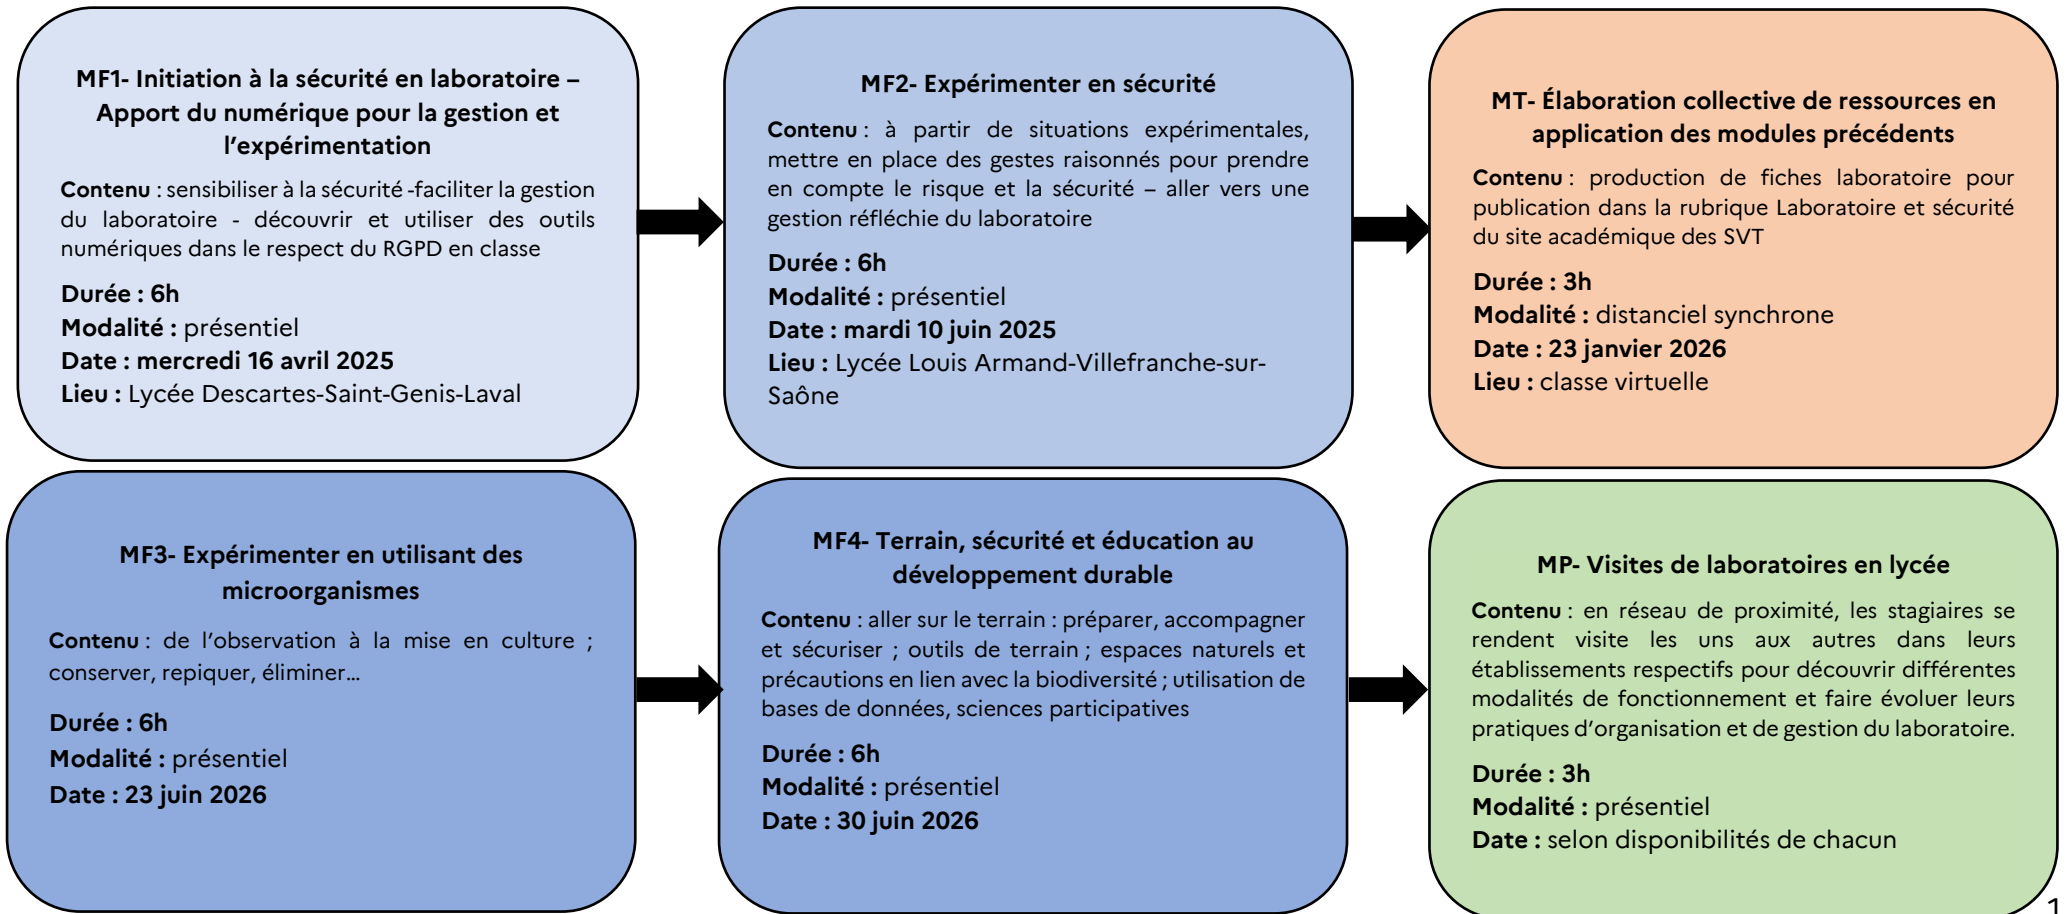 MF1- Initiation à la sécurité en laboratoire –
Apport du numérique pour la gestion et
l’expérimentation
Contenu : sensibiliser à la sécurité -faciliter la gestion
du laboratoire - découvrir et utiliser des outils
numériques dans le respect du RGPD en classe
Durée : 6h
Modalité : présentiel
Date : mercredi 16 avril 2025
Lieu : Lycée Descartes-Saint-Genis-Laval
MF2- Expérimenter en sécurité
Contenu : à partir de situations expérimentales,
mettre en place des gestes raisonnés pour prendre
en compte le risque et la sécurité – aller vers une
gestion réfléchie du laboratoire
Durée : 6h
Modalité : présentiel
Date : mardi 10 juin 2025
Lieu : Lycée Louis Armand-Villefranche-sur-
Saône
MT- Élaboration collective de ressources en
application des modules précédents
Contenu : production de fiches laboratoire pour
publication dans la rubrique Laboratoire et sécurité
du site académique des SVT
Durée : 3h
Modalité : distanciel synchrone
Date : 23 janvier 2026
Lieu : classe virtuelle
MF3- Expérimenter en utilisant des
microorganismes
Contenu : de l’observation à la mise en culture ;
conserver, repiquer, éliminer…
Durée : 6h
Modalité : présentiel
Date : 23 juin 2026
MF4- Terrain, sécurité et éducation au
développement durable
Contenu : aller sur le terrain : préparer, accompagner
et sécuriser ; outils de terrain ; espaces naturels et
précautions en lien avec la biodiversité ; utilisation de
bases de données, sciences participatives
Durée : 6h
Modalité : présentiel
Date : 30 juin 2026
MP- Visites de laboratoires en lycée
Contenu : en réseau de proximité, les stagiaires se
rendent visite les uns aux autres dans leurs
établissements respectifs pour découvrir différentes
modalités de fonctionnement et faire évoluer leurs
pratiques d’organisation et de gestion du laboratoire.
Durée : 3h
Modalité : présentiel
Date : selon disponibilités de chacun
1